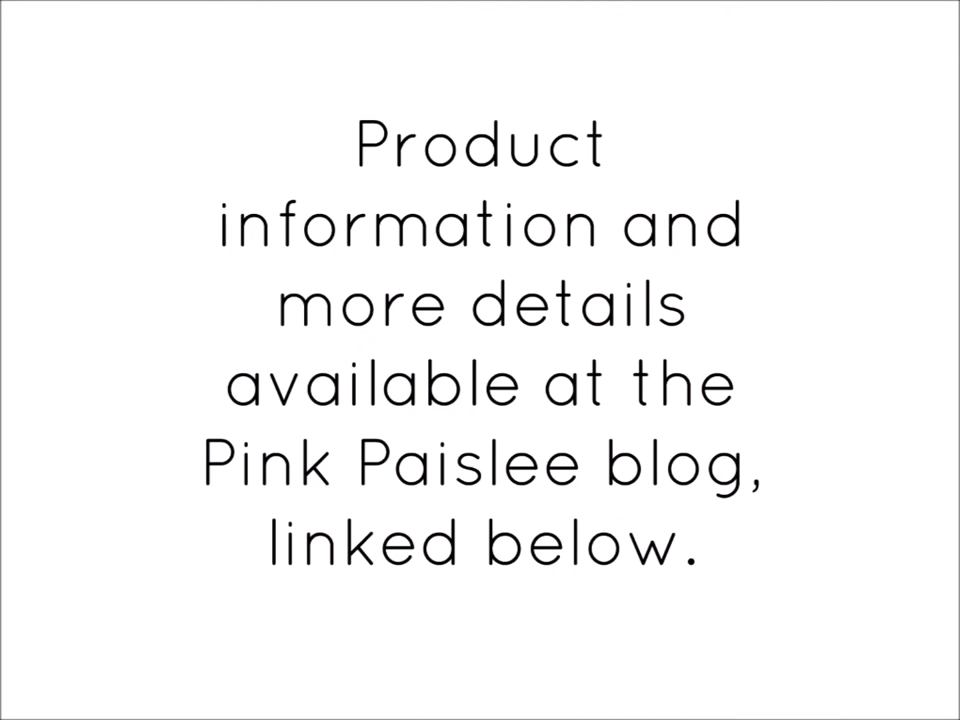 Product
information and
more details
available at the
Pink Paislee blog,
linked below.